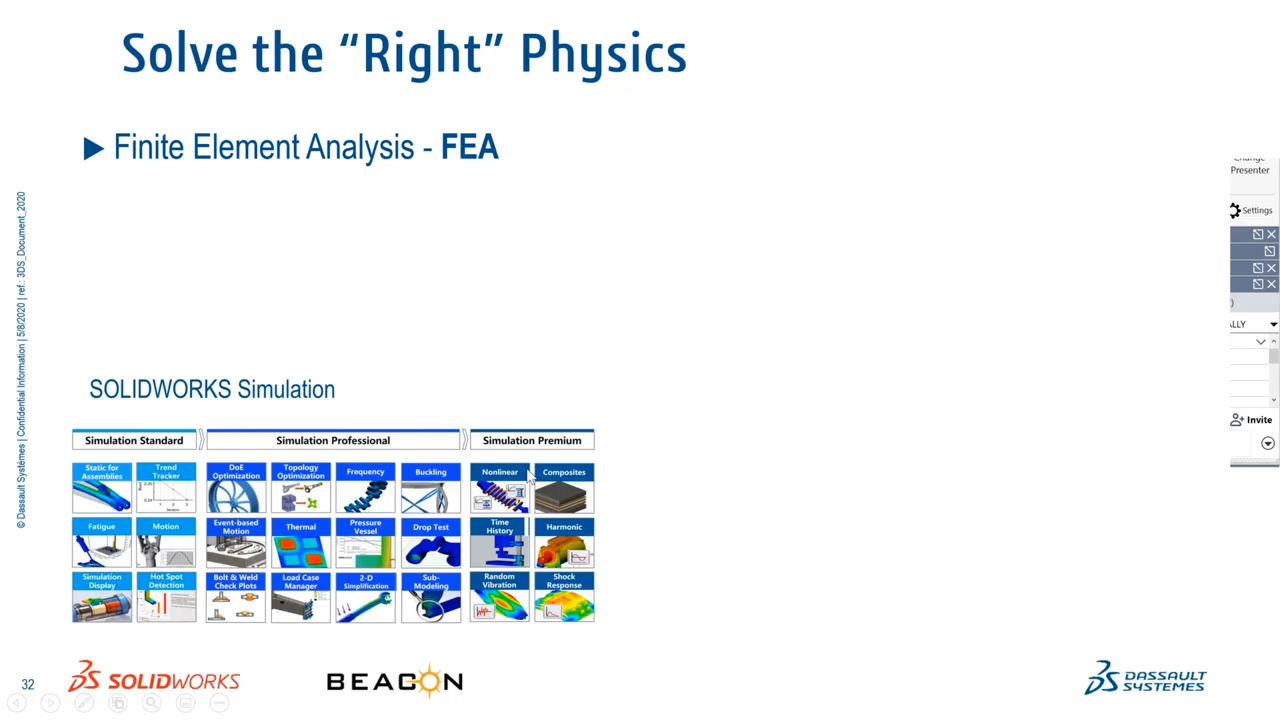 Solve the “Right” Physics
Finite Element Analysis - FEA
© Dassault Systèmes | Confidential Information | 5/8/2020 | ref.: 3DS_Document_2020
Presenter
Settings
Invite
SOLIDWORKS Simulation
Simulation Standard
Simulation Professional
Simulation Premium
Static for
Assemblies
Trend
Tracker
DoE
Optimization
Topology
Optimization
Frequency
Buckling
Nonlinear
Composites
Fatigue
Motion
Event-based
Motion
Thermal
Pressure
Vessel
Drop Test
Time
History
Harmonic
Simulation
Display
Hot Spot
Detection
Bolt & Weld
Check Plots
Load Case
Manager
2-D
Simplification
Sub-
Modeling
Random
Vibration
Shock
Response
32
SOLIDWORKS
BEACON
DASSAULT
SYSTEMES